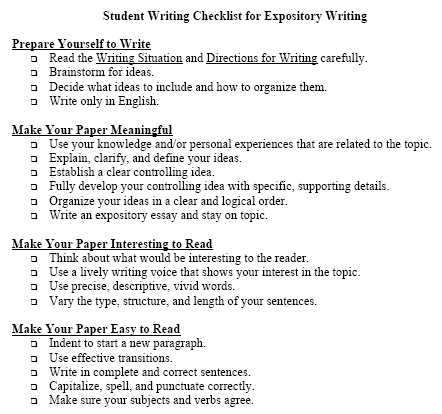 Student Writing Checklist for Expository Writing
Prepare Yourself to Write
Read the Writing Situation and Directions for Writing carefully.
Brainstorm for ideas.
Decide what ideas to include and how to organize them.
Write only in English.
Make Your Paper Meaningful
Use your knowledge and/or personal experiences that are related to the topic.
Explain, clarify, and define your ideas.
Establish a clear controlling idea.
Fully develop your controlling idea with specific, supporting details.
Organize your ideas in a clear and logical order.
Write an expository essay and stay on topic.
Make Your Paper Interesting to Read
Think about what would be interesting to the reader.
Use a lively writing voice that shows your interest in the topic.
Use precise, descriptive, vivid words.
Vary the type, structure, and length of your sentences.
Make Your Paper Easy to Read
Indent to start a new paragraph.
Use effective transitions.
Write in complete and correct sentences.
Capitalize, spell, and punctuate correctly.
Make sure your subjects and verbs agree.